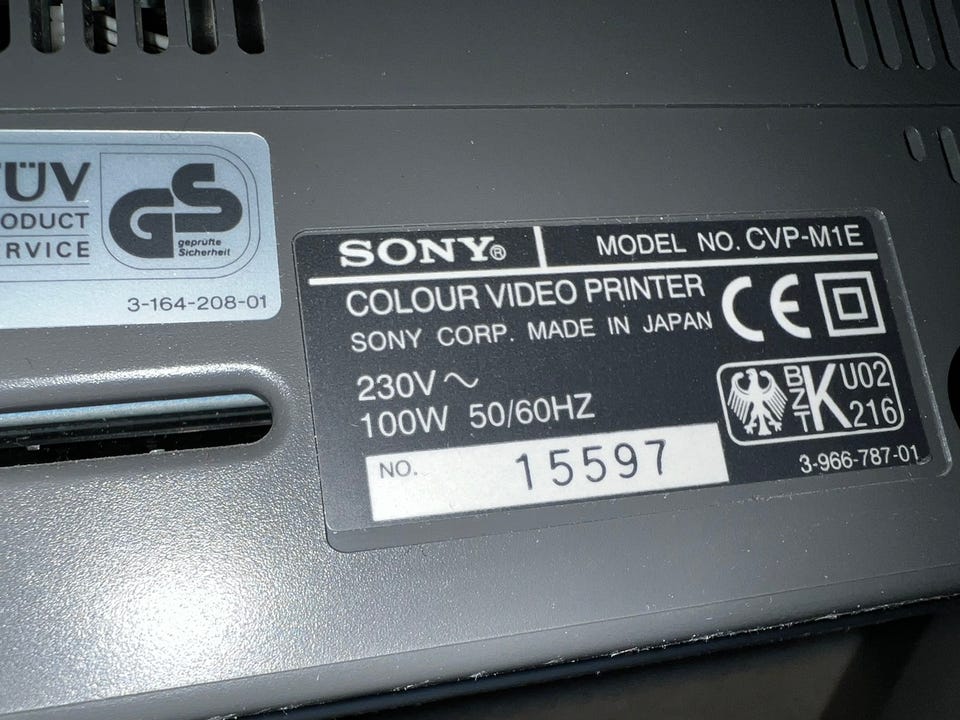 ÜV
ODUCT
RVICE
GS
geprüfte
Sicherheit
3-164-208-01
SONY®
MODEL NO. CVP-M1E
COLOUR VIDEO PRINTER
SONY CORP. MADE IN JAPAN
CE
230V ~
100W 50/60HZ
BZT K U02
216
NO. 15597
3-966-787-01